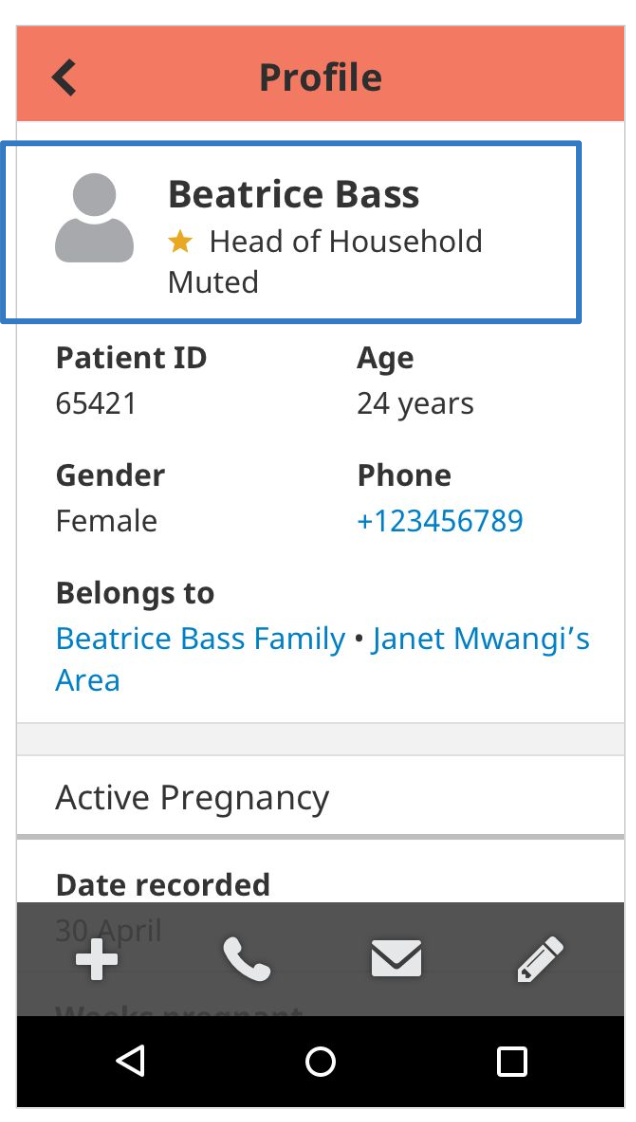 Profile
Beatrice Bass
Head of Household
Muted
Patient ID
Age
65421
24 years
Gender
Phone
Female
+123456789
Belongs to
Beatrice Bass Family • Janet Mwangi’s
Area
Active Pregnancy
Date recorded
30 April
Weeks pregnant